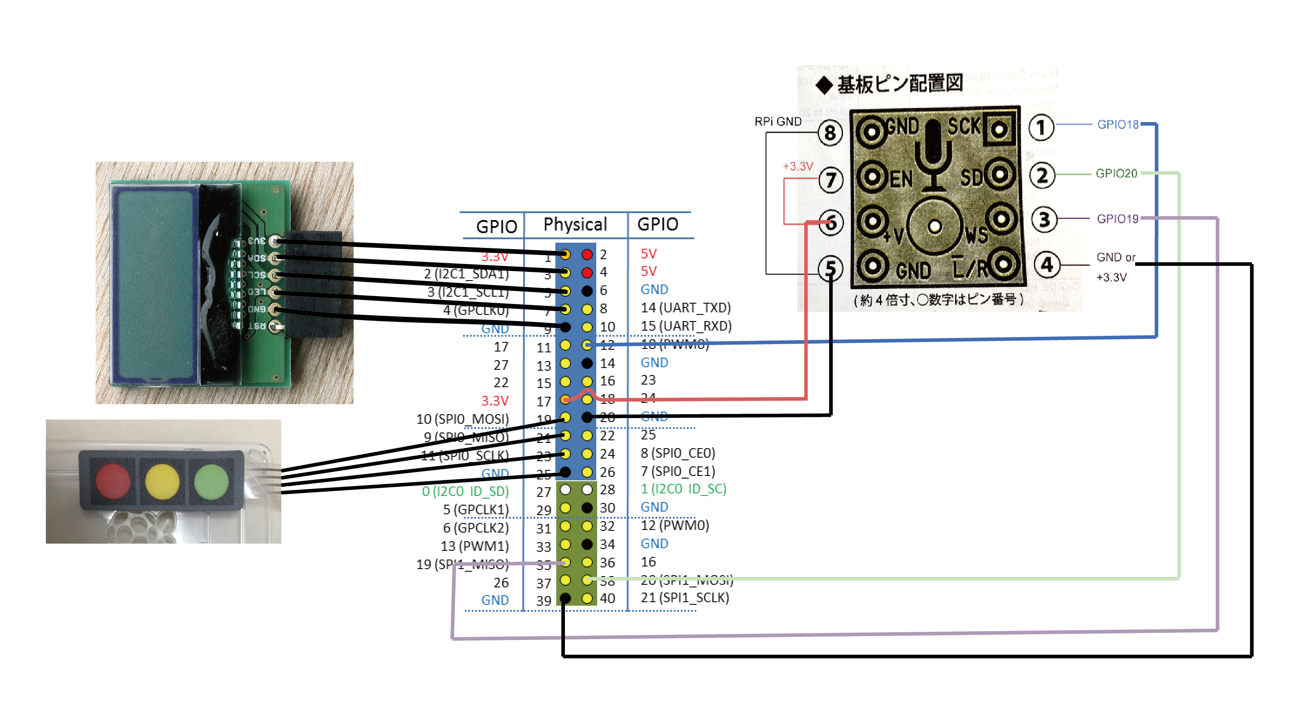 ◆ 基板ピン配置図
RPi GND
⑧
GND
SCK
①
GPIO18
+3.3V
⑦
EN
SD
②
GPIO20
⑥
+V
WS
③
GPIO19
⑤
GND
L/R
④
GND or
+3.3V
(約4倍寸、○数字はピン番号)
3V3
SDA
SCL
LED
GND
RST
GPIO Physical GPIO
3.3V 1 2 5V
2 (I2C1_SDA1) 3 4 5V
3 (I2C1_SCL1) 5 6 GND
4 (GPCLK0) 7 8 14 (UART_TXD)
GND 9 10 15 (UART_RXD)
17 11 12 18 (PWM0)
27 13 14 GND
22 15 16 23
3.3V 17 18 24
10 (SPI0_MOSI) 19 20 GND
9 (SPI0_MISO) 21 22 25
11 (SPI0_SCLK) 23 24 8 (SPI0_CE0)
GND 25 26 7 (SPI0_CE1)
0 (I2C0 ID_SD) 27 28 1 (I2C0 ID_SC)
5 (GPCLK1) 29 30 GND
6 (GPCLK2) 31 32 12 (PWM0)
13 (PWM1) 33 34 GND
19 (SPI1_MISO) 35 36 16
26 37 38 20 (SPI1_MOSI)
GND 39 40 21 (SPI1_SCLK)